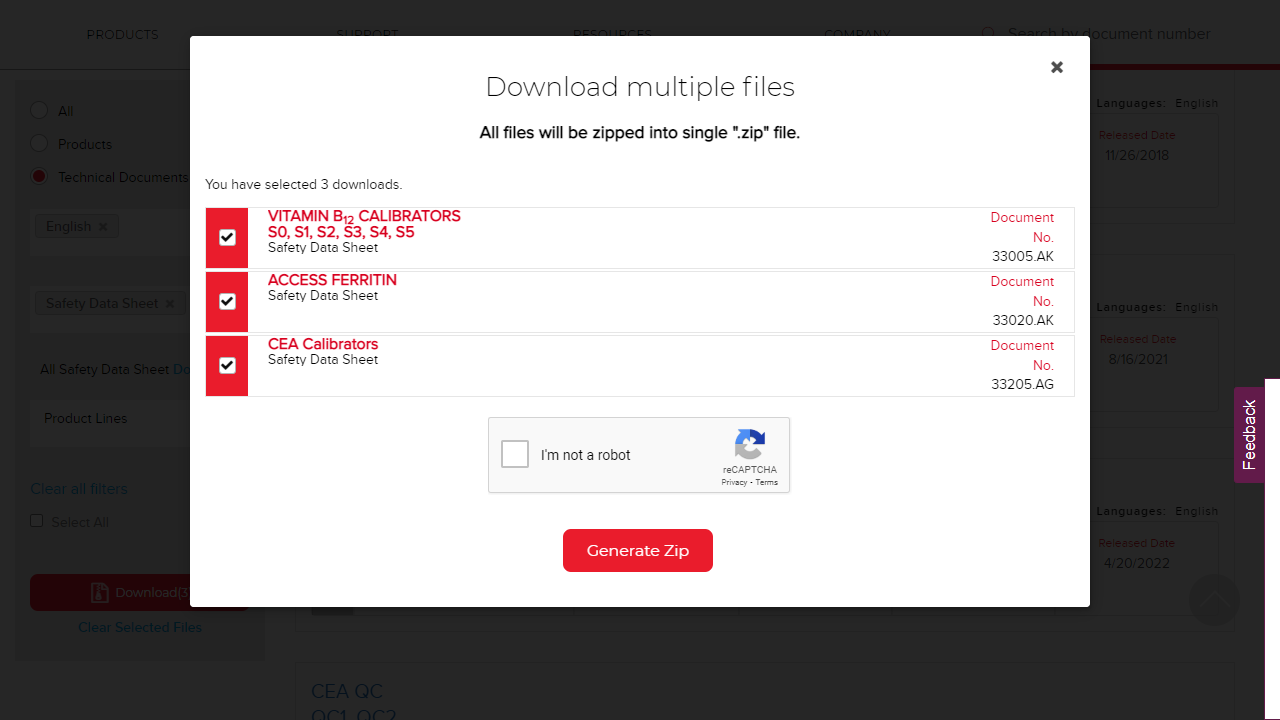 PRODUCTS
SUPPORT
RESOURCES
COMPANY
Search by document number
Download multiple files
All files will be zipped into single ".zip" file.
You have selected 3 downloads.
VITAMIN B12 CALIBRATORS
S0, S1, S2, S3, S4, S5
Safety Data Sheet
Document
No.
33005.AK
ACCESS FERRITIN
Safety Data Sheet
Document
No.
33020.AK
CEA Calibrators
Safety Data Sheet
Document
No.
33205.AG
I'm not a robot
reCAPTCHA
Privacy - Terms
Generate Zip
All
Products
Technical Documents
English
Safety Data Sheet
All Safety Data Sheet
Product Lines
Clear all filters
Select All
Download(3
Clear Selected Files
Languages: English
Released Date
11/26/2018
Languages: English
Released Date
8/16/2021
Languages: English
Released Date
4/20/2022
CEA QC
QC1, QC2
Feedback